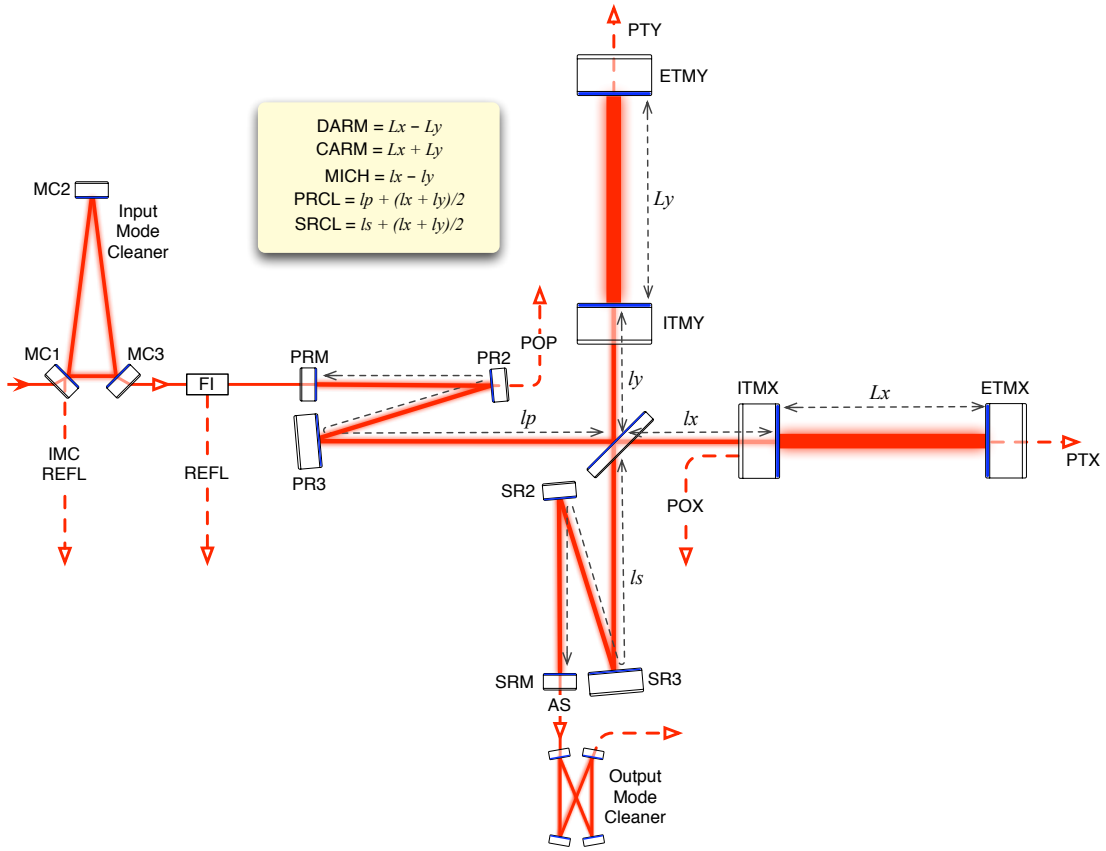 PTY
ETMY
DARM = Lx – Ly
CARM = Lx + Ly
MICH = lx – ly
PRCL = lp + (lx + ly)/2
SRCL = ls + (lx + ly)/2
MC2
Input
Mode
Cleaner
Ly
ITMY
MC1
MC3
FI
PRM
PR2
POP
ly
ITMX
Lx
ETMX
lp
lx
IMC
REFL
REFL
PR3
PTX
SR2
POX
ls
SRM
SR3
AS
Output
Mode
Cleaner